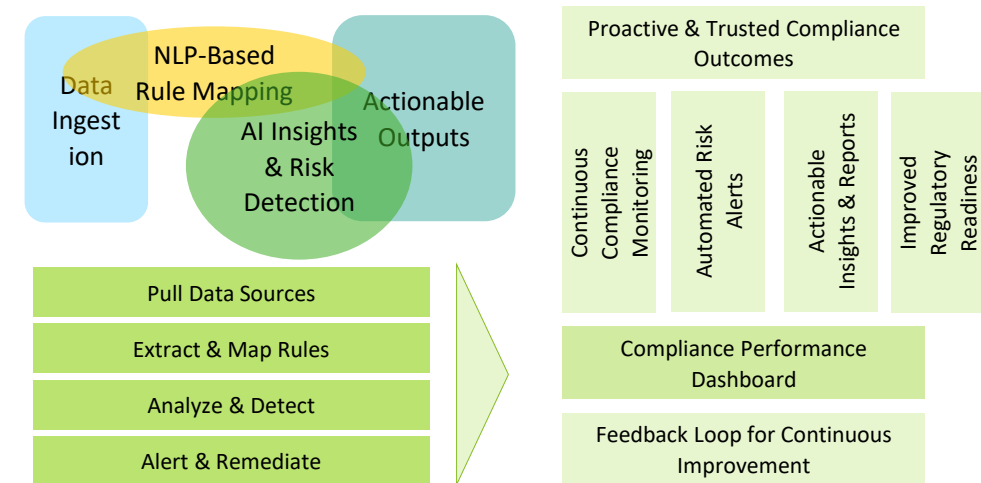 Data
Ingest
ion
NLP-Based
Rule Mapping
AI Insights
& Risk
Detection
Actionable
Outputs
Pull Data Sources
Extract & Map Rules
Analyze & Detect
Alert & Remediate
Proactive & Trusted Compliance
Outcomes
Continuous
Compliance
Monitoring
Automated Risk
Alerts
Actionable
Insights & Reports
Improved
Regulatory
Readiness
Compliance Performance
Dashboard
Feedback Loop for Continuous
Improvement